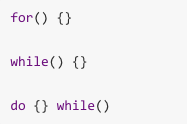 for() {}
while() {}
do {} while()